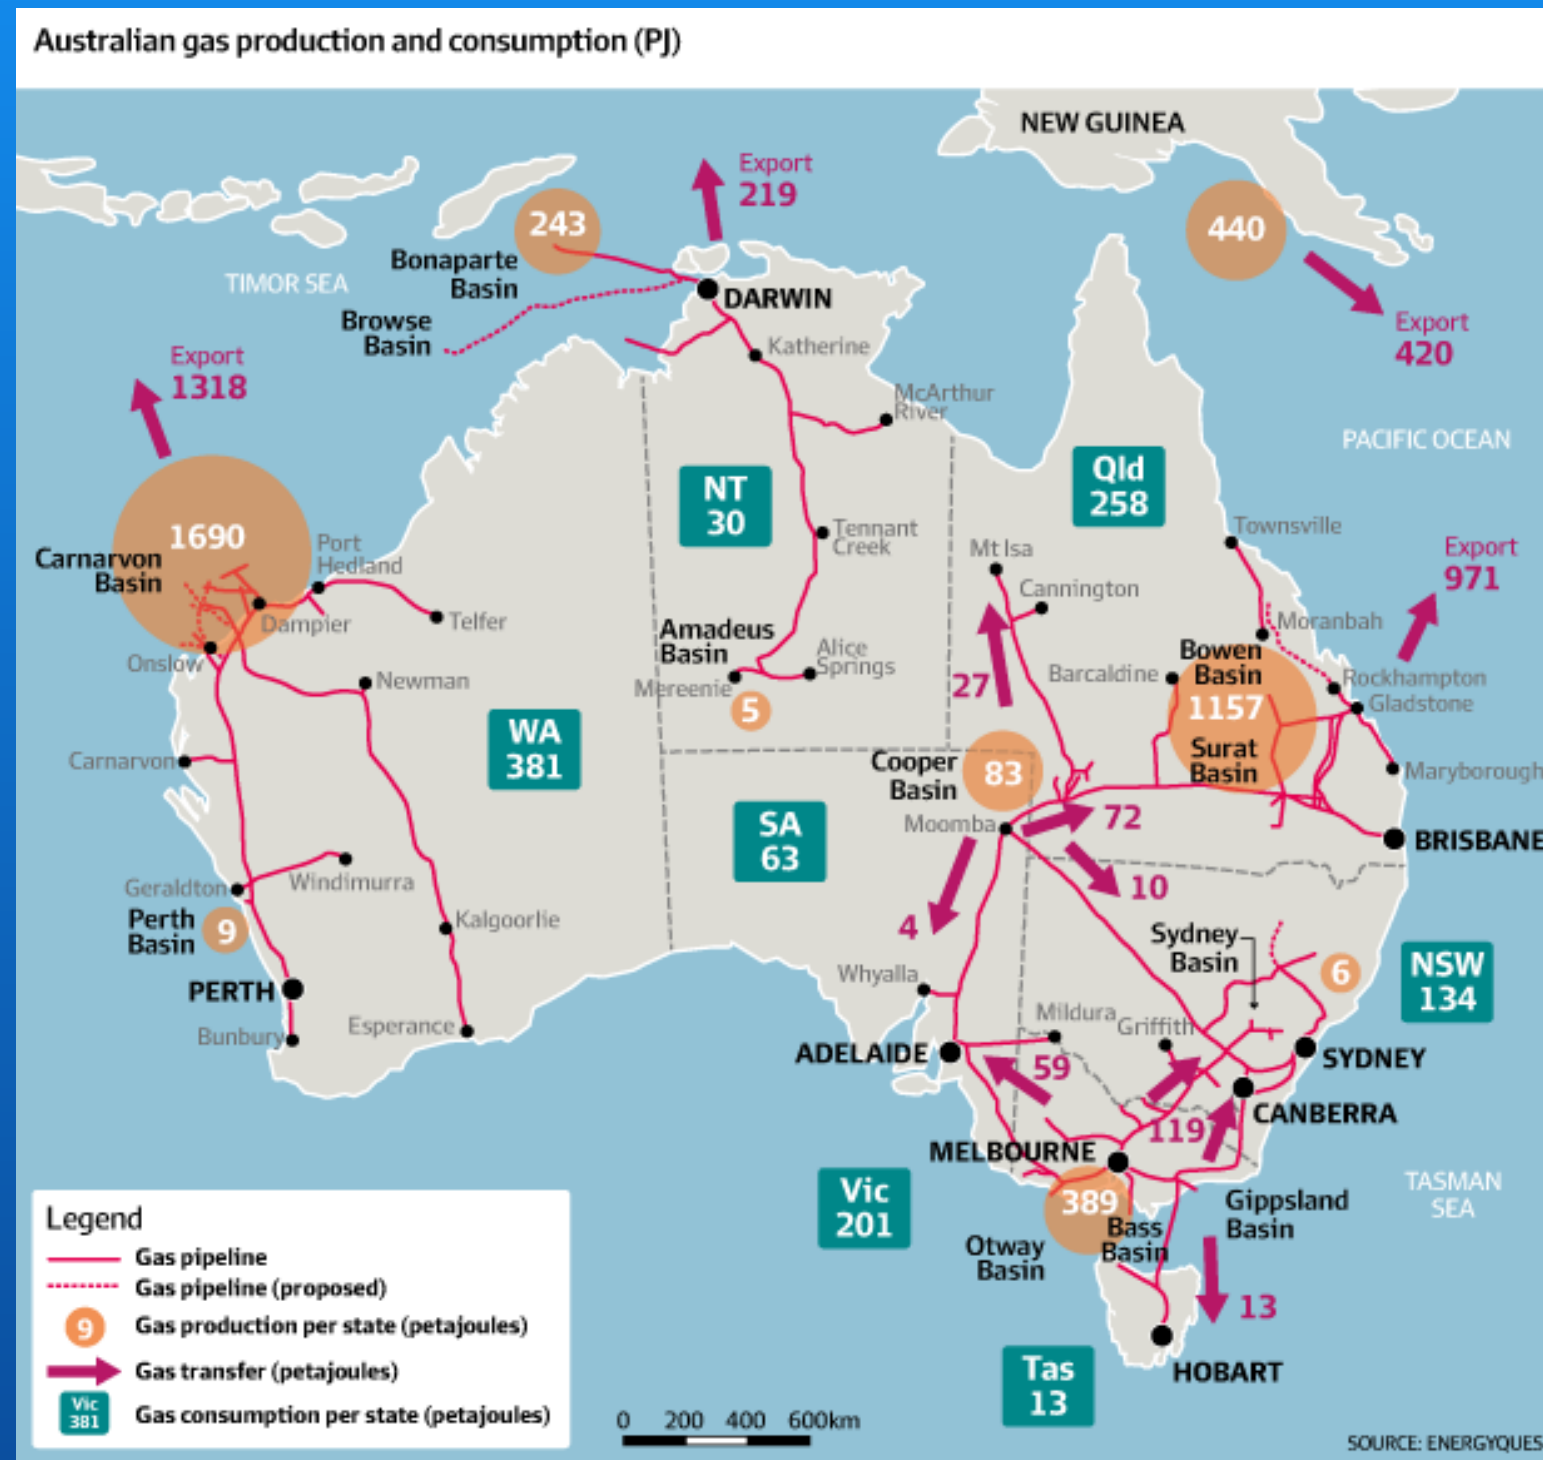 Australian gas production and consumption (PJ)
NEW GUINEA
Export
219
243
440
Bonaparte
Basin
TIMOR SEA
DARWIN
Browse
Basin
Export
420
Katherine
Export
1318
McArthur
River
PACIFIC OCEAN
NT
30
Qld
258
1690
Carnarvon
Basin
Port
Hedland
Tennant
Creek
Townsville
Mt Isa
Export
971
Cannington
Dampier
Telfer
Moranbah
Amadeus
Basin
Alice
Springs
Bowen
Basin
Onslow
Newman
Mereenie
27
Barcaldine
Rockhampton
Gladstone
5
1157
WA
381
Surat
Basin
Carnarvon
Cooper
Basin
83
Maryborough
SA
63
Moomba
72
BRISBANE
Geraldton
Windimurra
10
Perth
Basin
9
Kalgoorlie
4
Sydney
Basin
6
NSW
134
Whyalla
PERTH
Mildura
Griffith
Bunbury
Esperance
ADELAIDE
59
SYDNEY
CANBERRA
119
MELBOURNE
Vic
201
389
Bass
Basin
Gippsland
Basin
TASMAN
SEA
Otway
Basin
13
Tas
13
HOBART
Legend
Gas pipeline
Gas pipeline (proposed)
9
Gas production per state (petajoules)
Gas transfer (petajoules)
Vic
381
Gas consumption per state (petajoules)
0 200 400 600km
SOURCE: ENERGYQUES